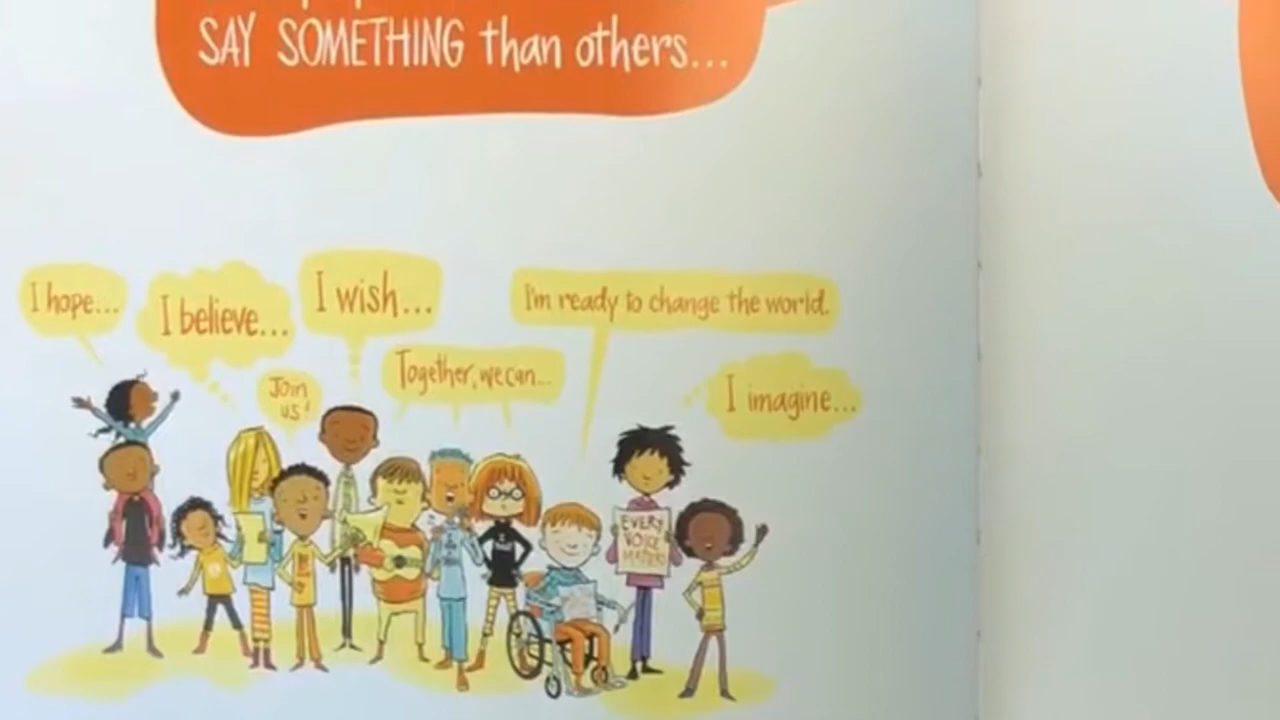 SAY SOMETHING than others...
I hope...
I believe...
I wish...
I'm ready to change the world.
Join
us!
Together, we can...
I imagine...
EVERY
VOICE
MATTERS